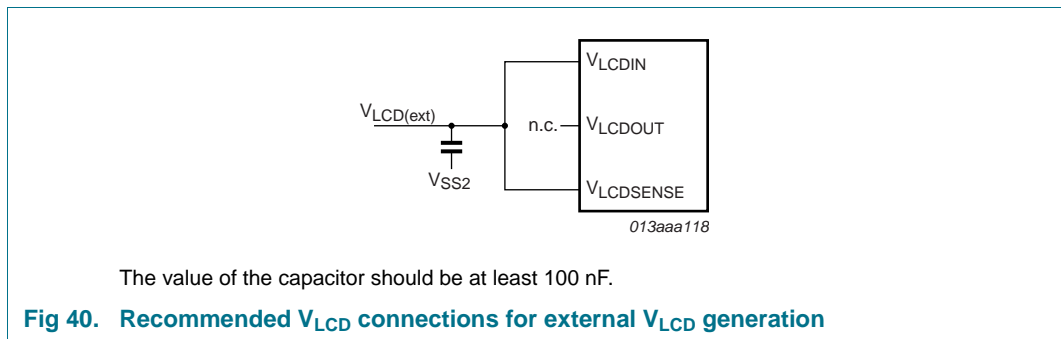 VLCDIN
VLCD(ext)
n.c.
VLCDOUT
VSS2
VLCDSENSE
013aaa118
The value of the capacitor should be at least 100 nF.
Fig 40. Recommended VLCD connections for external VLCD generation